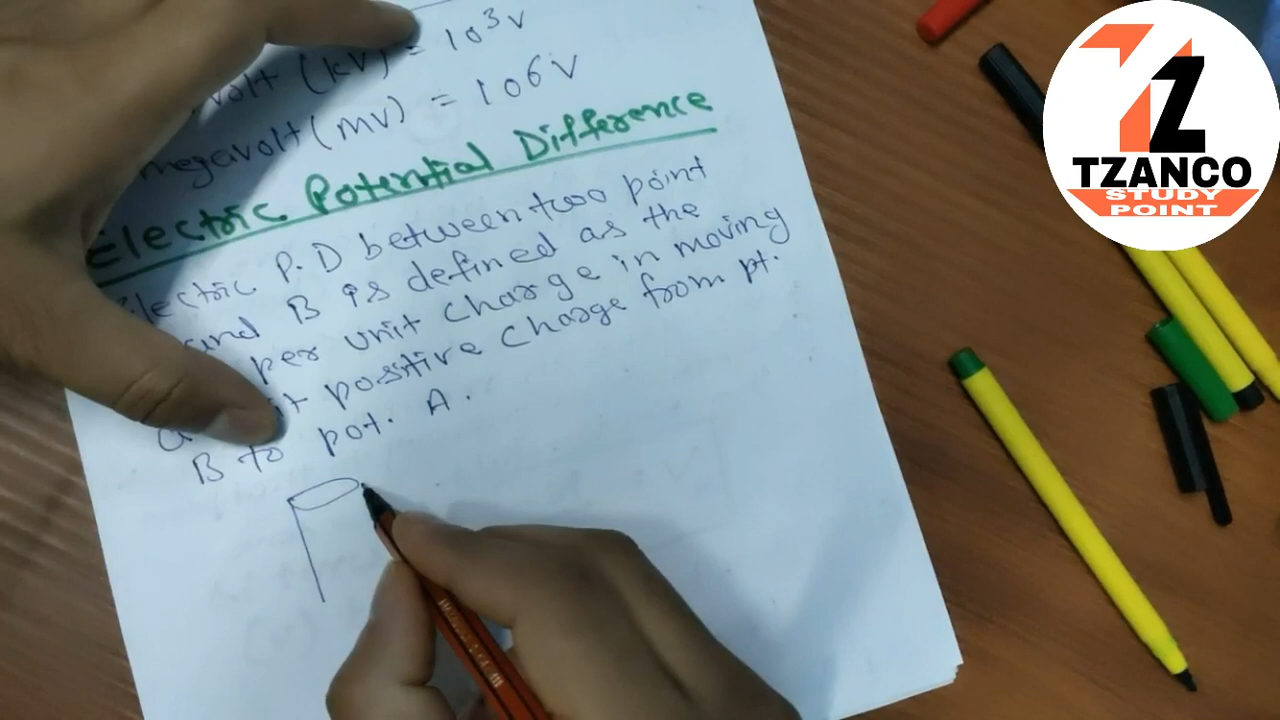 volt (kV) = 10³V
megavolt (mV) = 10⁶V
Electric Potential Difference
Electric P.D between two point
and B is defined as the
per unit charge in moving
a positive charge from pt.
B to pot. A.
TZ
TZANCO
STUDY
POINT